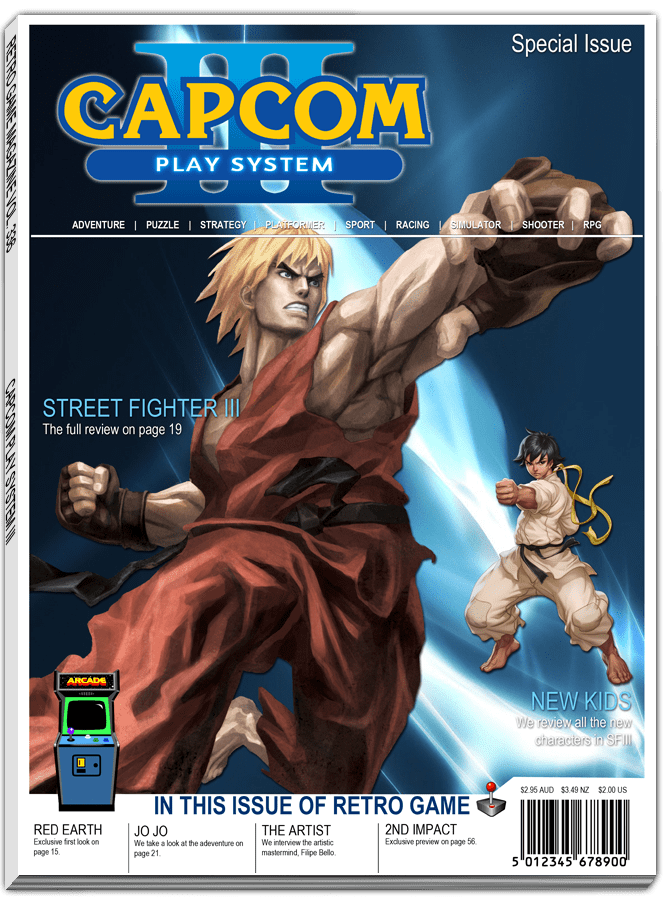 Special Issue
III
CAPCOM
PLAY SYSTEM
ADVENTURE | PUZZLE | STRATEGY | PLATFORMER | SPORT | RACING | SIMULATOR | SHOOTER | RPG
STREET FIGHTER III
The full review on page 19
NEW KIDS
We review all the new
characters in SFIII
ARCADE
IN THIS ISSUE OF RETRO GAME
$2.95 AUD $3.49 NZ $2.00 US
RED EARTH
Exclusive first look on
page 15.
JO JO
We take a look at the adeventure on
page 21.
THE ARTIST
We interview the artistic
mastermind, Filipe Bello.
2ND IMPACT
Exclusive preview on page 56.
5 012345 678900